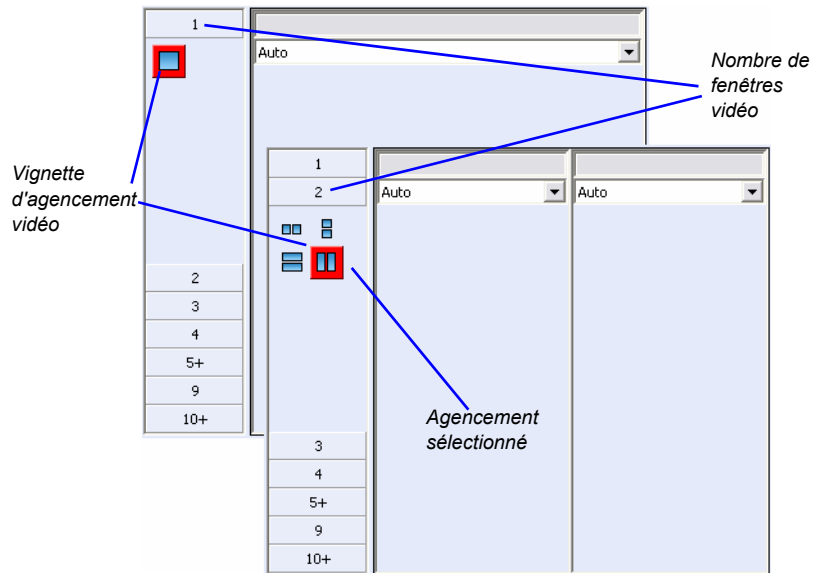 1
Auto
Nombre de
fenêtres
vidéo
Vignette
d'agencement
vidéo
2
3
4
5+
9
10+
1
2
Auto
Auto
Agencement
sélectionné
3
4
5+
9
10+